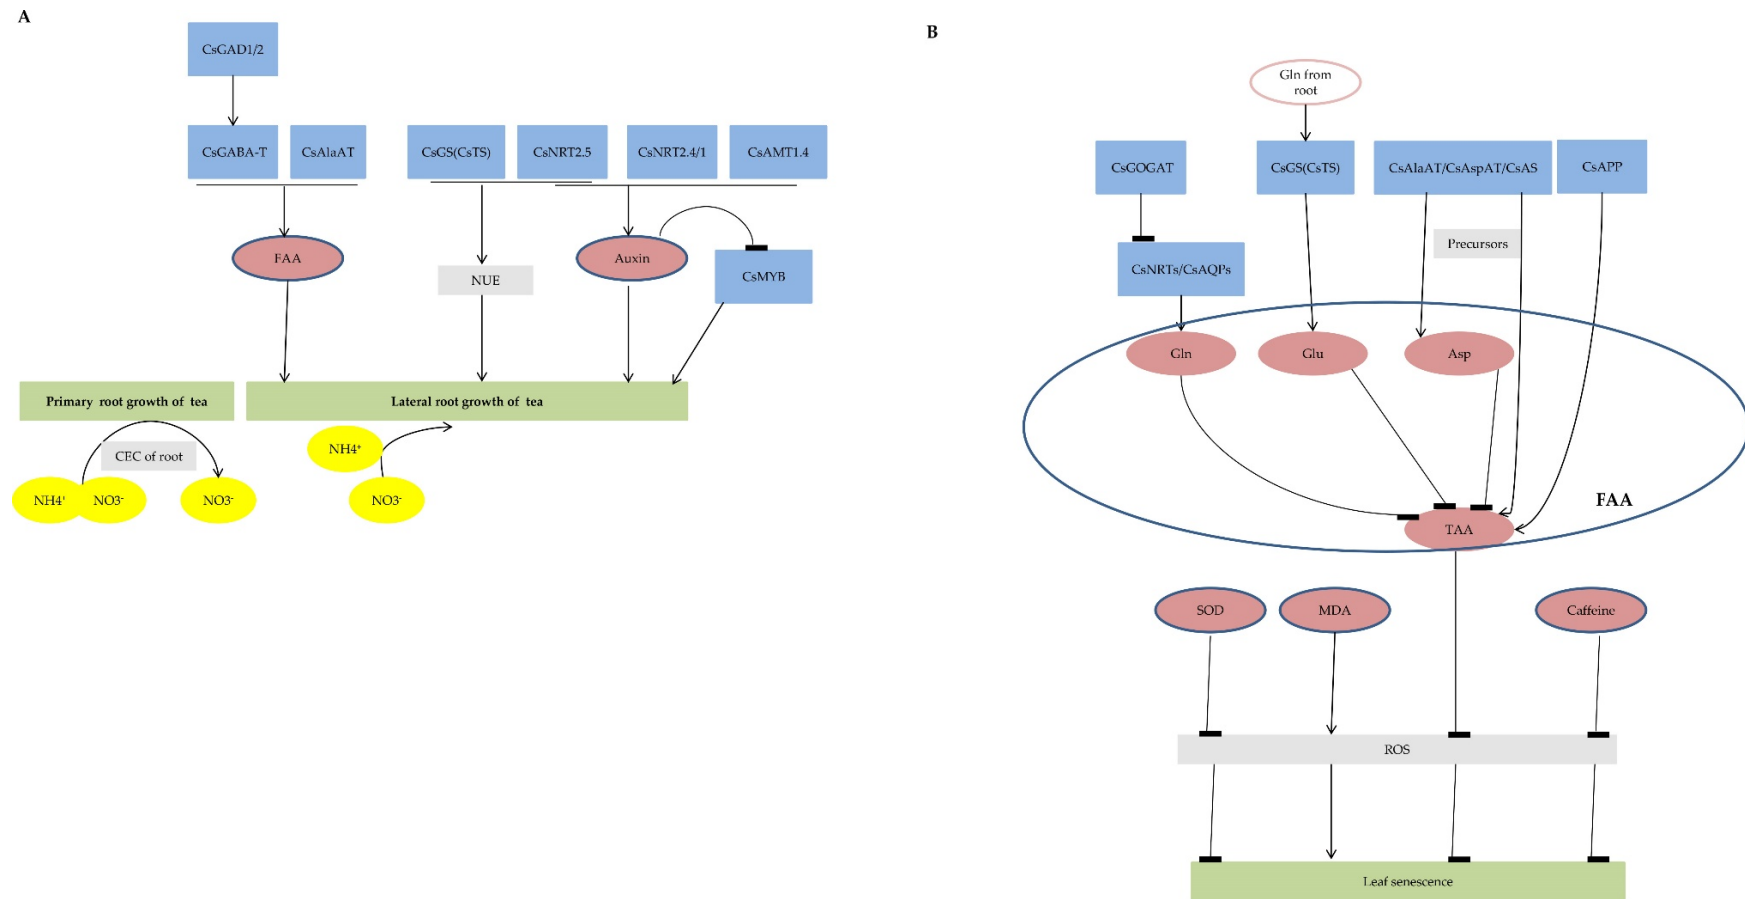 A
CsGAD1/2
CsGABA-T
CsAlaAT
CsGS(CsTS)
CsNRT2.5
CsNRT2.4/1
CsAMT1.4
FAA
NUE
Auxin
CsMYB
Primary root growth of tea
Lateral root growth of tea
CEC of root
NH4⁺
NO3⁻
NO3⁻
NH4⁺
NO3⁻
B
Gln from
root
CsGOGAT
CsGS(CsTS)
CsAlaAT/CsAspAT/CsAS
CsAPP
Precursors
CsNRTs/CsAQPs
Gln
Glu
Asp
FAA
TAA
SOD
MDA
Caffeine
ROS
Leaf senescence